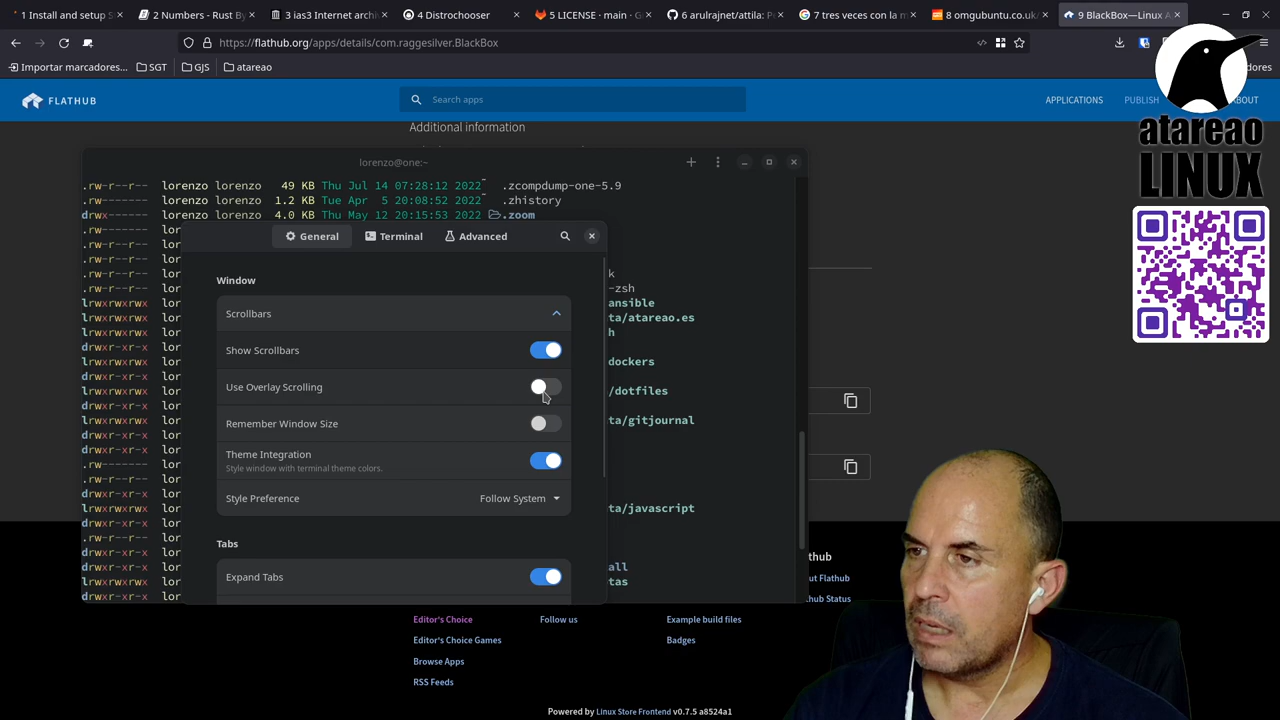 1 Install and setup S
2 Numbers - Rust By
3 ias3 Internet archiv
4 Distrochooser
5 LICENSE · main · G
6 arulrajnet/attila: Po
7 tres veces con la m
8 omgubuntu.co.uk/
9 BlackBox—Linux A
https://flathub.org/apps/details/com.raggesilver.BlackBox
Importar marcadores...
SGT
GJS
atareao
dores
FLATHUB
Search apps
APPLICATIONS
PUBLISH
ABOUT
Additional information
atareao
LINUX
lorenzo@one:~
.rw-r--r-- lorenzo lorenzo 49 KB Thu Jul 14 07:28:12 2022 .zcompdump-one-5.9
.rw-r--r-- lorenzo lorenzo 1.2 KB Tue Apr 5 20:08:52 2022 .zhistory
drwx------ lorenzo lorenzo 4.0 KB Thu May 12 20:15:53 2022 .zoom
General
Terminal
Advanced
Window
Scrollbars
Show Scrollbars
Use Overlay Scrolling
Remember Window Size
Theme Integration
Style window with terminal theme colors.
Style Preference
Follow System
Tabs
Expand Tabs
k
-zsh
ansible
ta/atareao.es
h
dockers
/dotfiles
ta/gitjournal
ta/javascript
all
tas
thub
ut Flathub
hub Status
Editor's Choice
Follow us
Example build files
Editor's Choice Games
Badges
Browse Apps
RSS Feeds
Powered by Linux Store Frontend v0.7.5 a8524a1